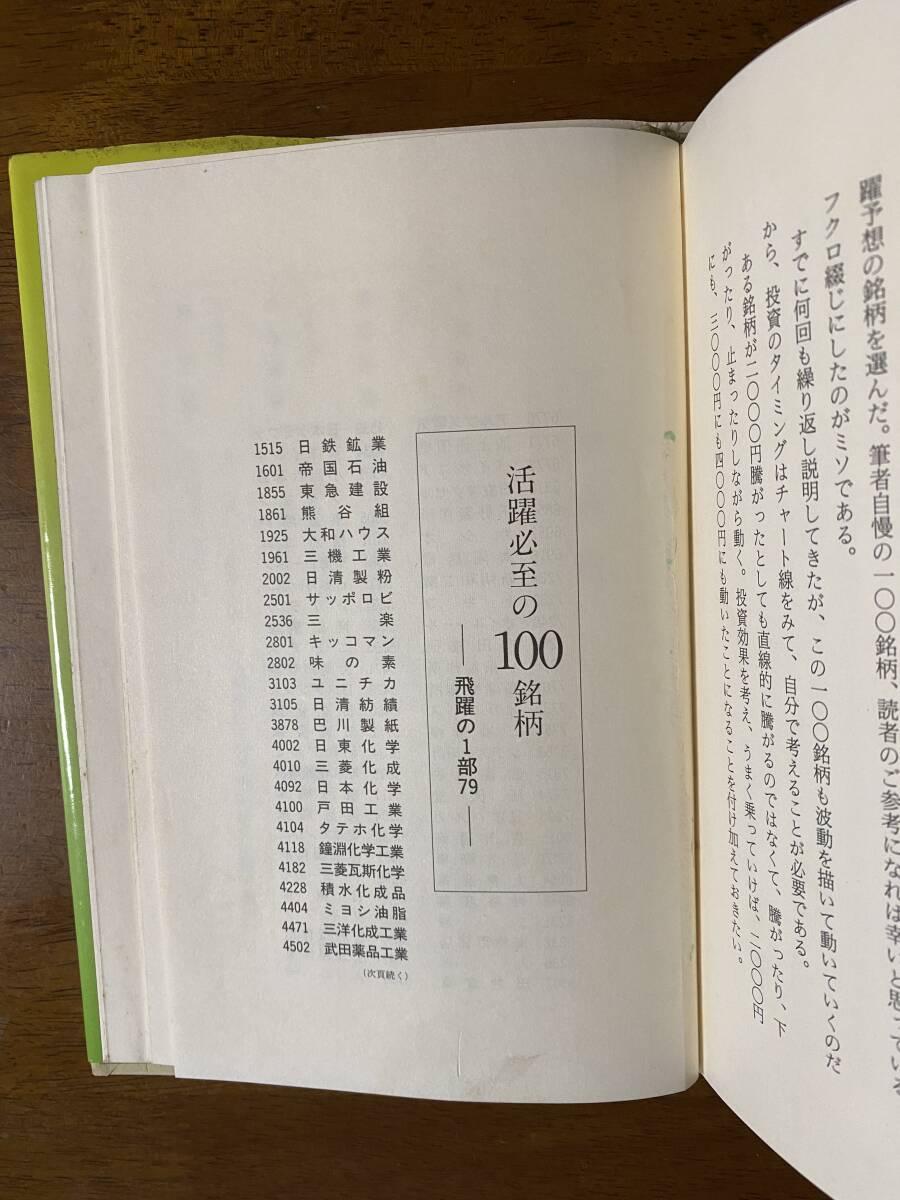 躍予想の銘柄を選んだ。筆者自慢の一〇〇銘柄、読者のご参考になれば幸いと思っている
フクロ綴じにしたのがミソである。
すでに何回も繰り返し説明してきたが、この一〇〇銘柄も波動を描いて動いていくのだ
から、投資のタイミングはチャート線をみて、自分で考えることが必要である。
ある銘柄が二〇〇〇円騰がったとしても直線的に騰がるのではなくて、騰がったり、下
がったり、止まったりしながら動く。投資効果を考え、うまく乗っていけば、二〇〇〇円
にも、三〇〇〇円にも四〇〇〇円にも動いたことになることを付け加えておきたい。
活躍必至の100銘柄
―飛躍の1部79―
1515 日鉄鉱業
1601 帝国石油
1855 東急建設
1861 熊谷組
1925 大和ハウス
1961 三機工業
2002 日清製粉
2501 サッポロビ
2536 三楽
2801 キッコマン
2802 味の素
3103 ユニチカ
3105 日清紡績
3878 巴川製紙
4002 日東化学
4010 三菱化成
4092 日本化学
4100 戸田工業
4104 タテホ化学
4118 鐘淵化学工業
4182 三菱瓦斯化学
4228 積水化成品
4404 ミヨシ油脂
4471 三洋化成工業
4502 武田薬品工業
(次頁続く)